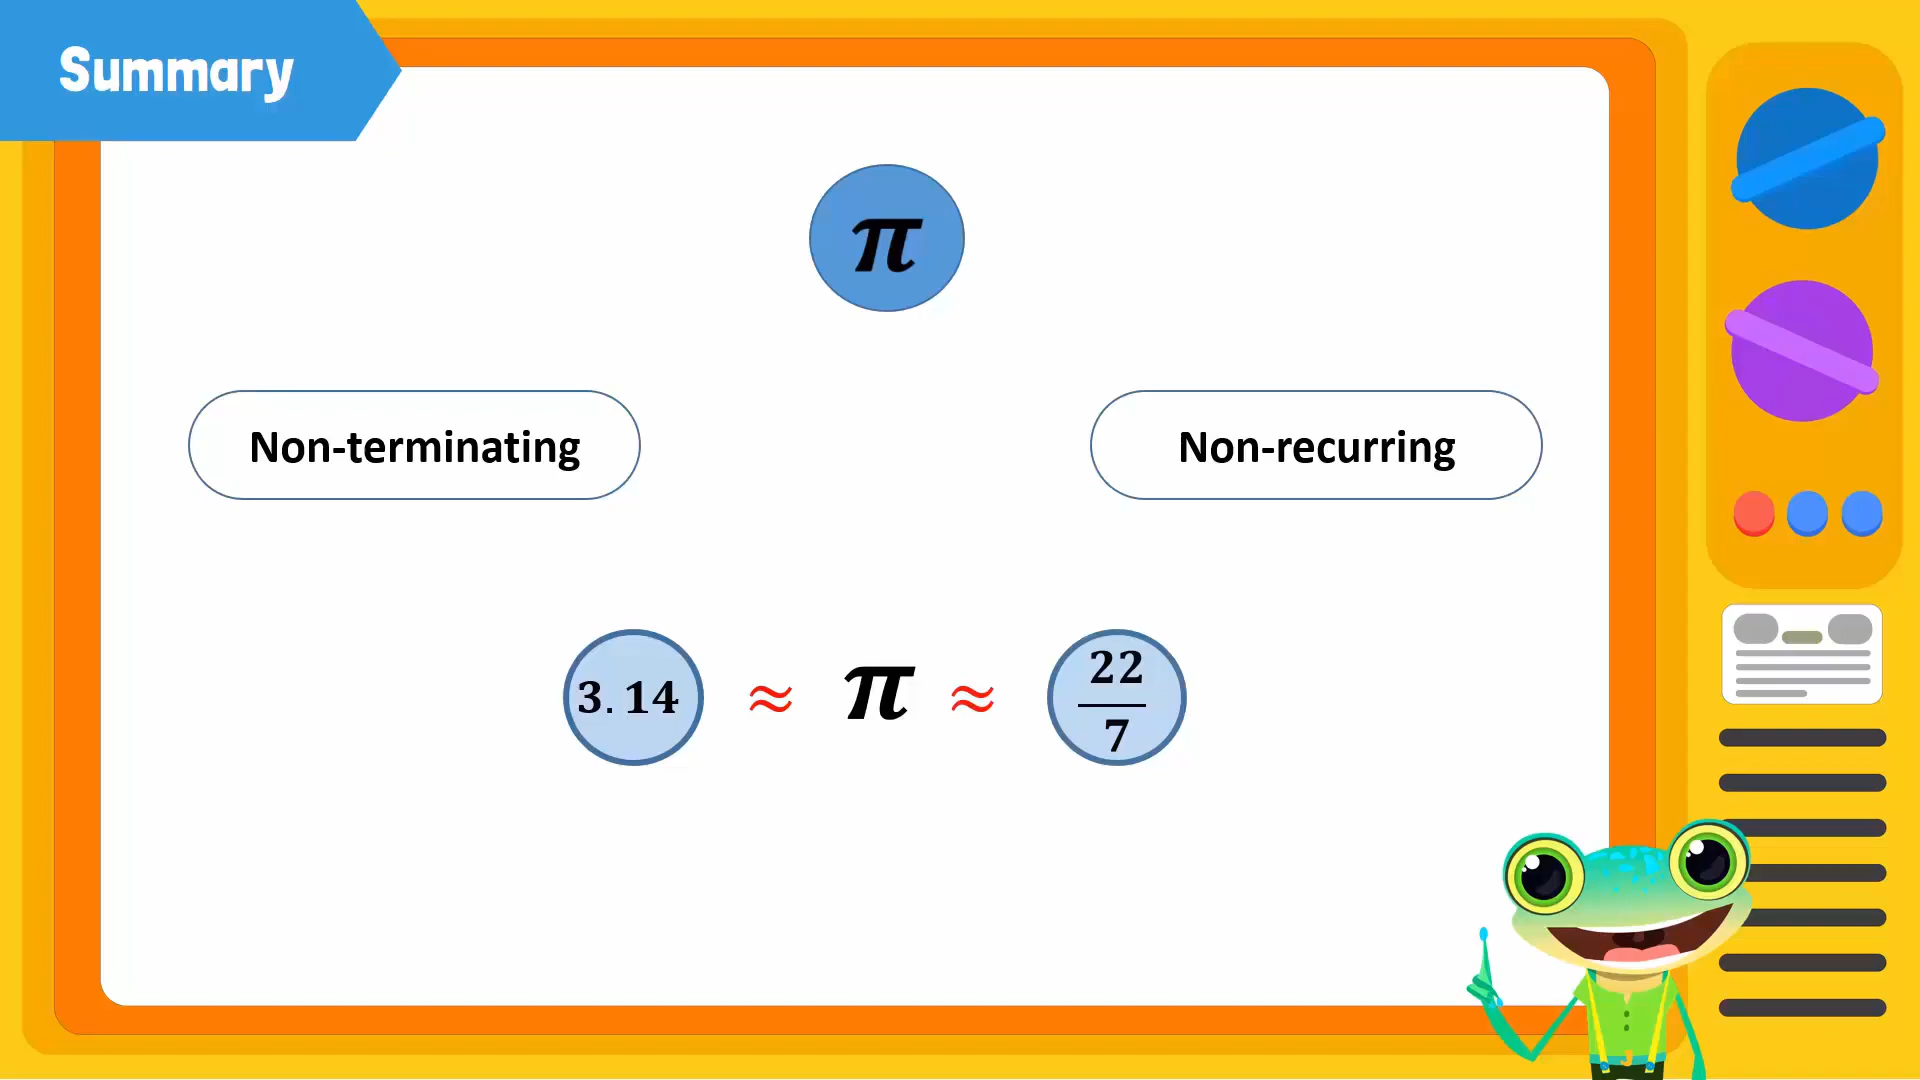 Summary
π
Non-terminating
Non-recurring
3.14 ≈ π ≈ 22/7